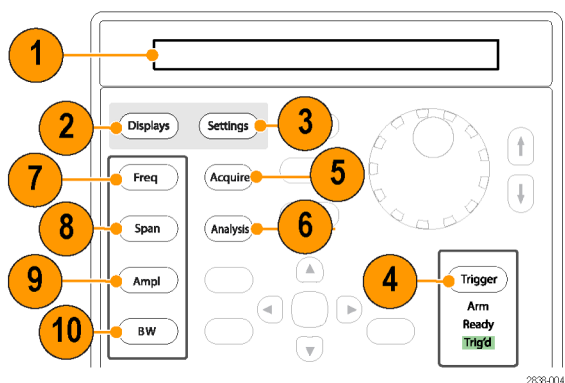 1
2
Displays
Settings
3
7
Freq
Acquire
5
8
Span
Analysis
6
9
Ampl
4
Trigger
Arm
Ready
Trig'd
10
BW
2838-004